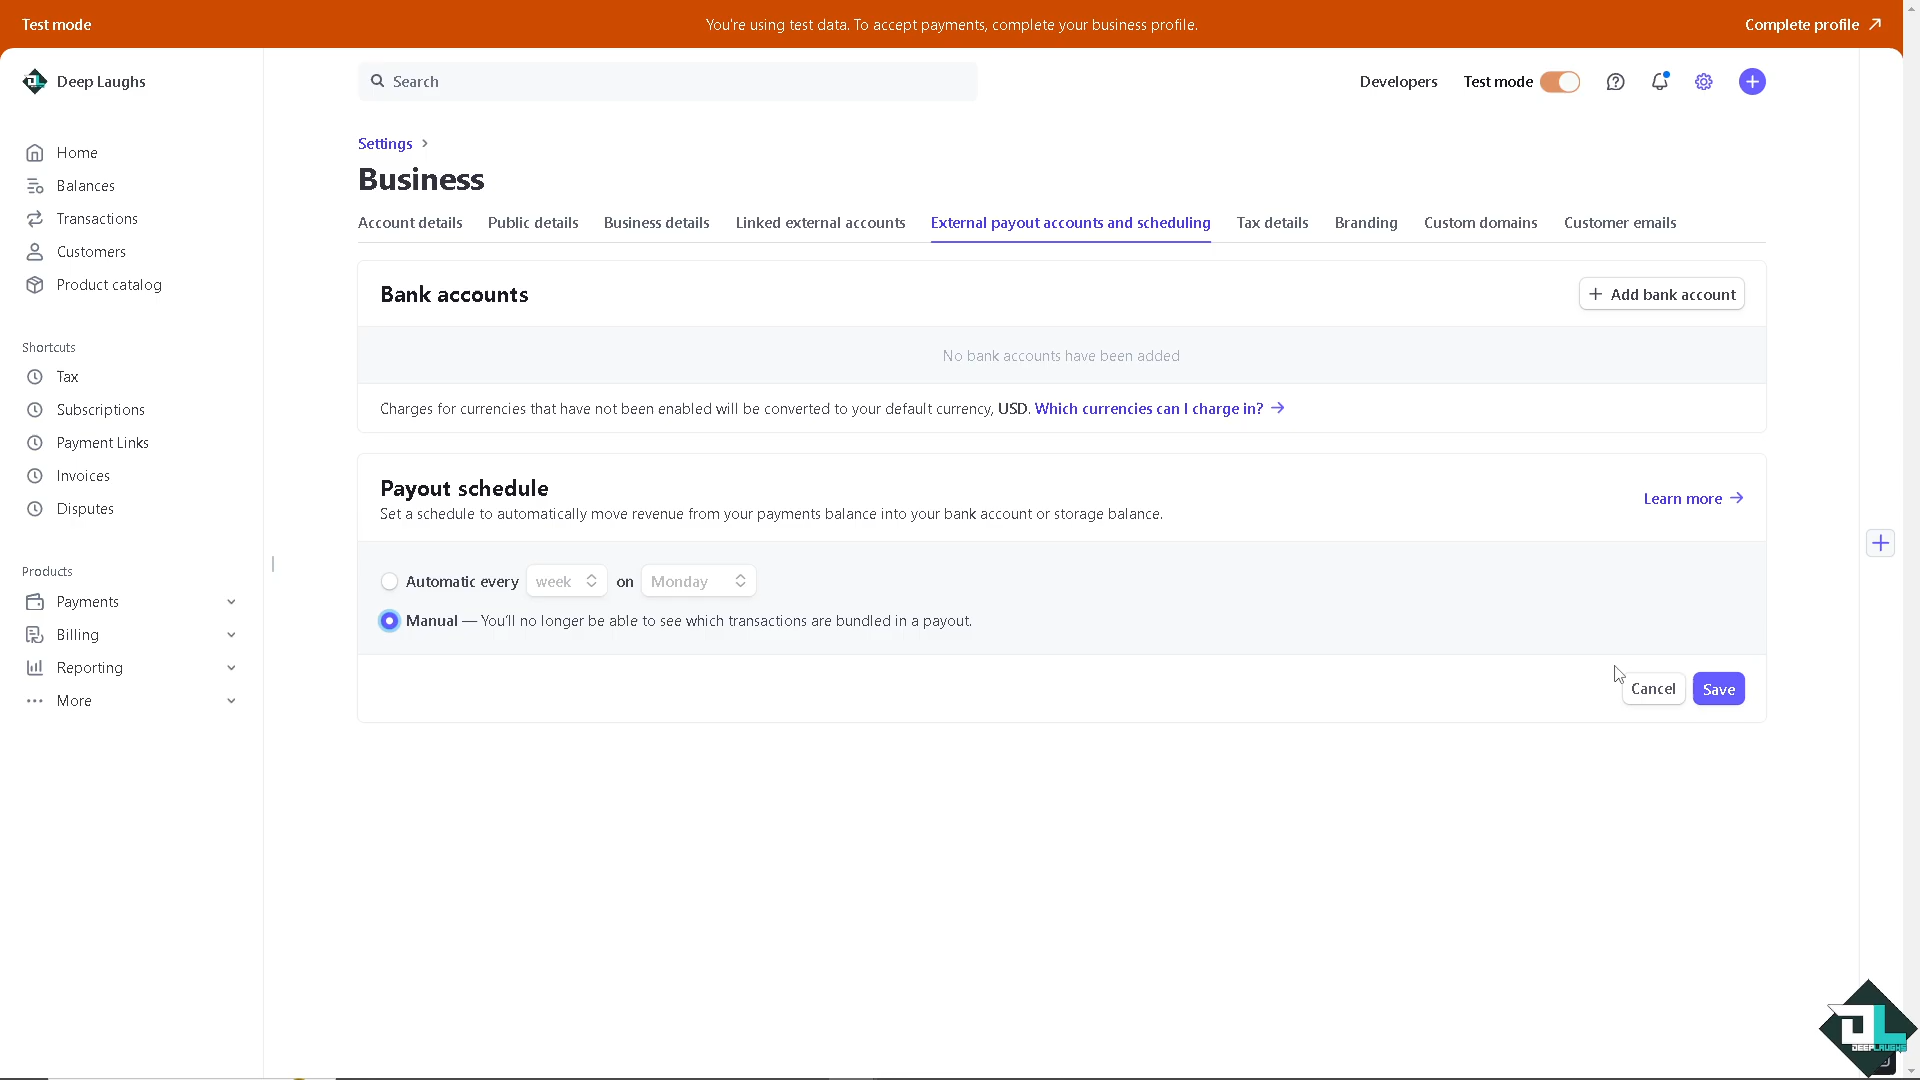 Test mode
You're using test data. To accept payments, complete your business profile.
Complete profile
Deep Laughs
Search
Developers
Test mode
Home
Balances
Transactions
Customers
Product catalog
Shortcuts
Tax
Subscriptions
Payment Links
Invoices
Disputes
Products
Payments
Billing
Reporting
More
Settings
Business
Account details
Public details
Business details
Linked external accounts
External payout accounts and scheduling
Tax details
Branding
Custom domains
Customer emails
Bank accounts
Add bank account
No bank accounts have been added
Charges for currencies that have not been enabled will be converted to your default currency, USD. Which currencies can I charge in?
Payout schedule
Set a schedule to automatically move revenue from your payments balance into your bank account or storage balance.
Learn more
Automatic every week on Monday
Manual — You'll no longer be able to see which transactions are bundled in a payout.
Cancel
Save
DL
DEEPLAUGHS